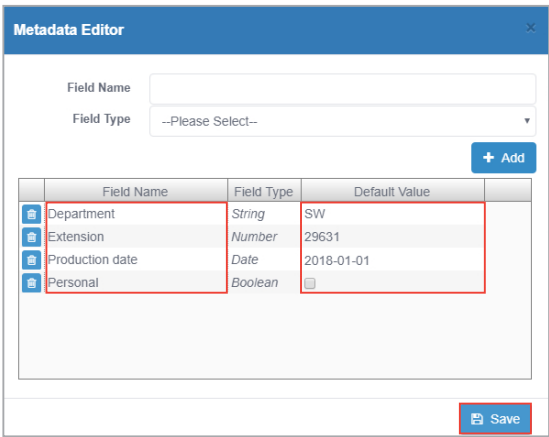 Metadata Editor ×
Field Name
Field Type --Please Select--
+ Add
Field Name Field Type Default Value
Department String SW
Extension Number 29631
Production date Date 2018-01-01
Personal Boolean
Save